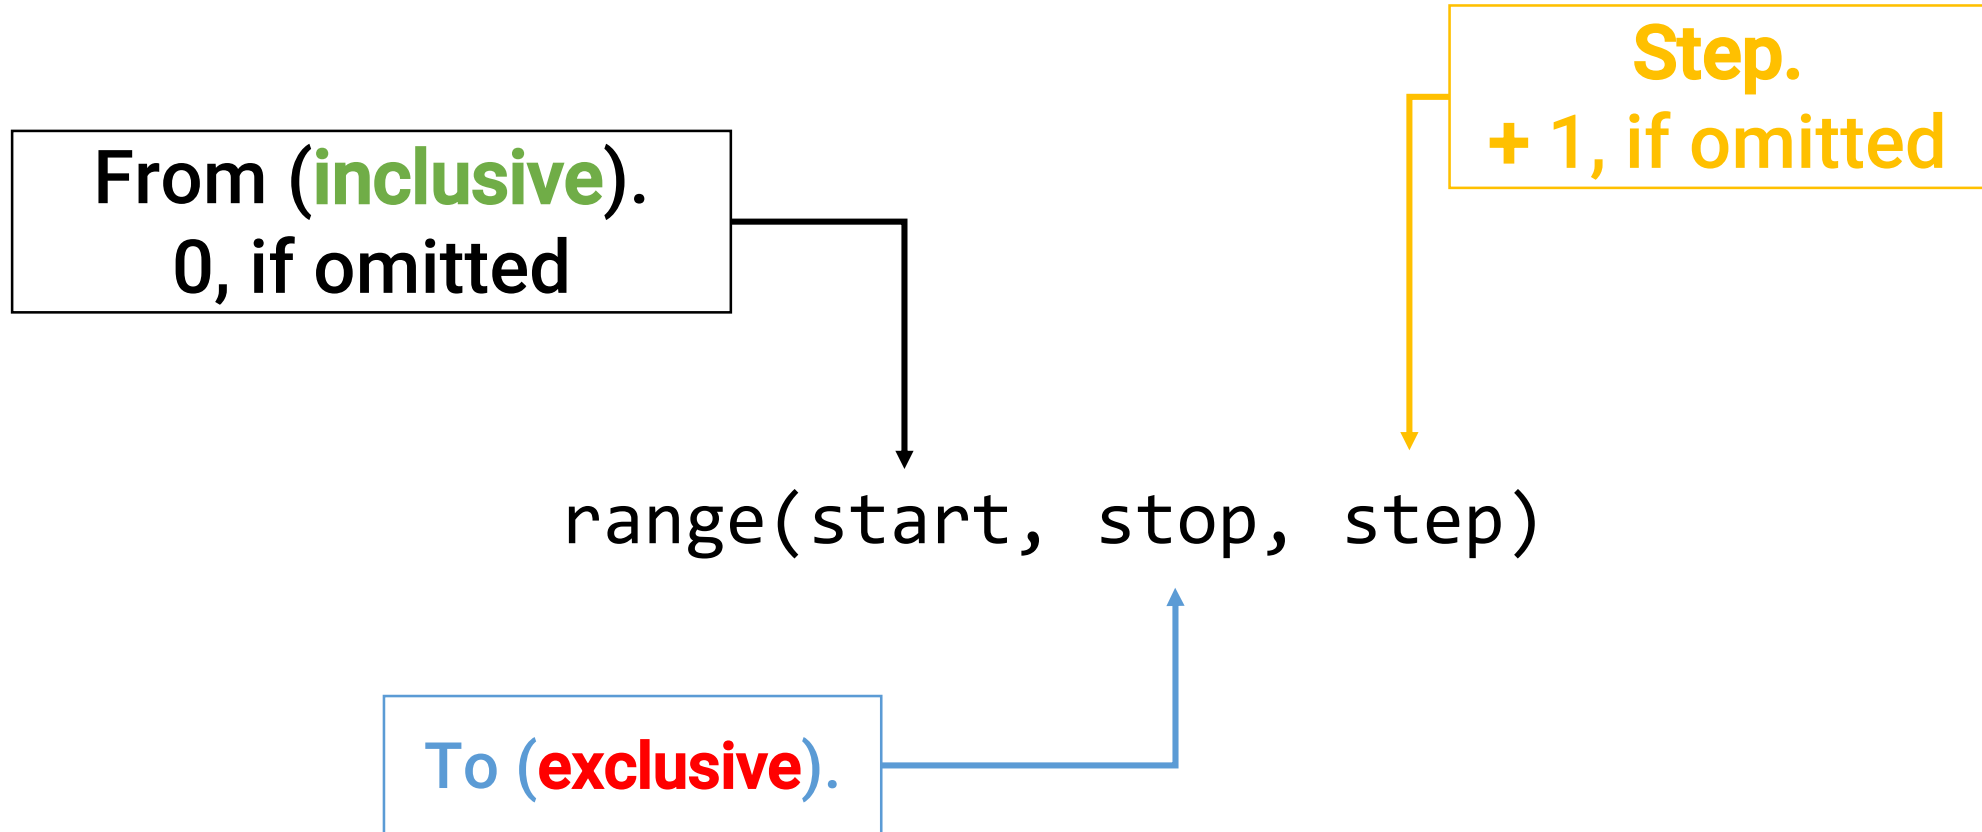 Step.
+ 1, if omitted
From (inclusive).
0, if omitted
range(start, stop, step)
To (exclusive).